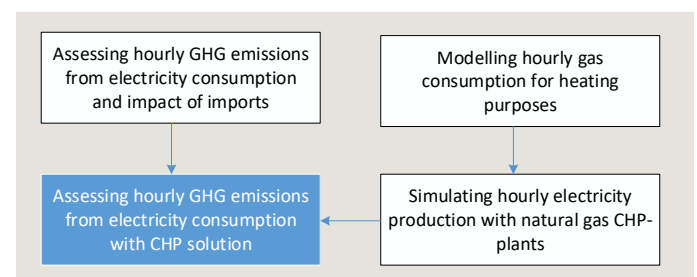 Assessing hourly GHG emissions
from electricity consumption
and impact of imports
Modelling hourly gas
consumption for heating
purposes
Assessing hourly GHG emissions
from electricity consumption
with CHP solution
Simulating hourly electricity
production with natural gas CHP-
plants